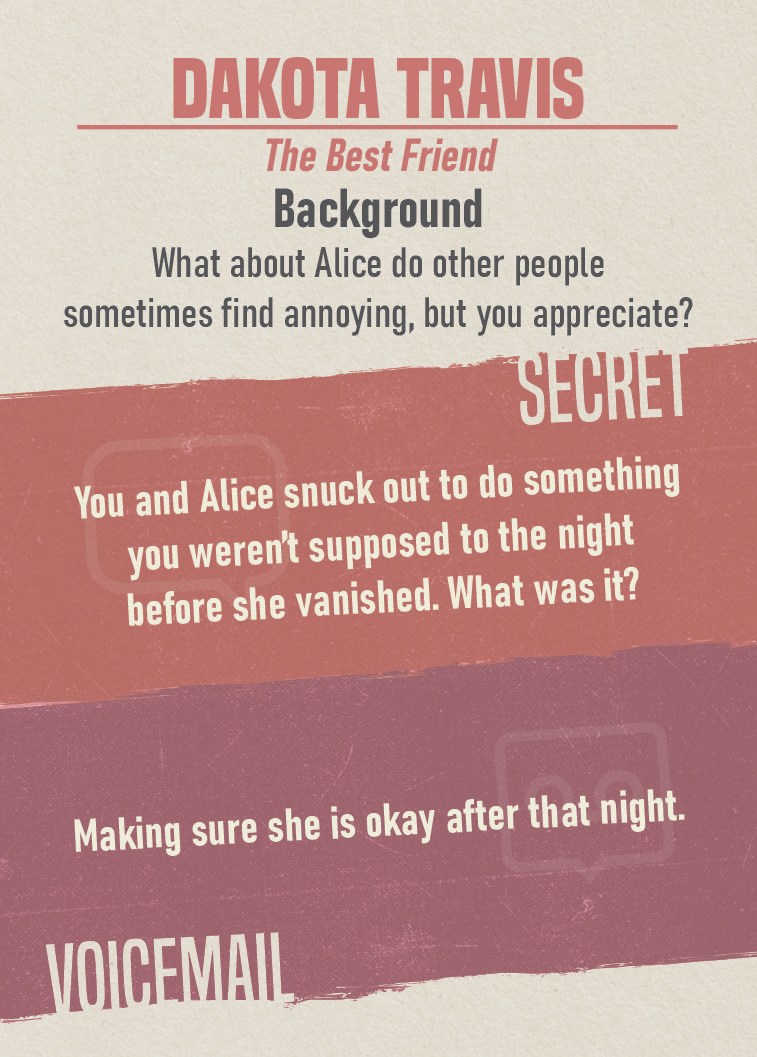 DAKOTA TRAVIS
The Best Friend
Background
What about Alice do other people
sometimes find annoying, but you appreciate?
SECRET
You and Alice snuck out to do something
you weren't supposed to the night
before she vanished. What was it?
Making sure she is okay after that night.
VOICEMAIL